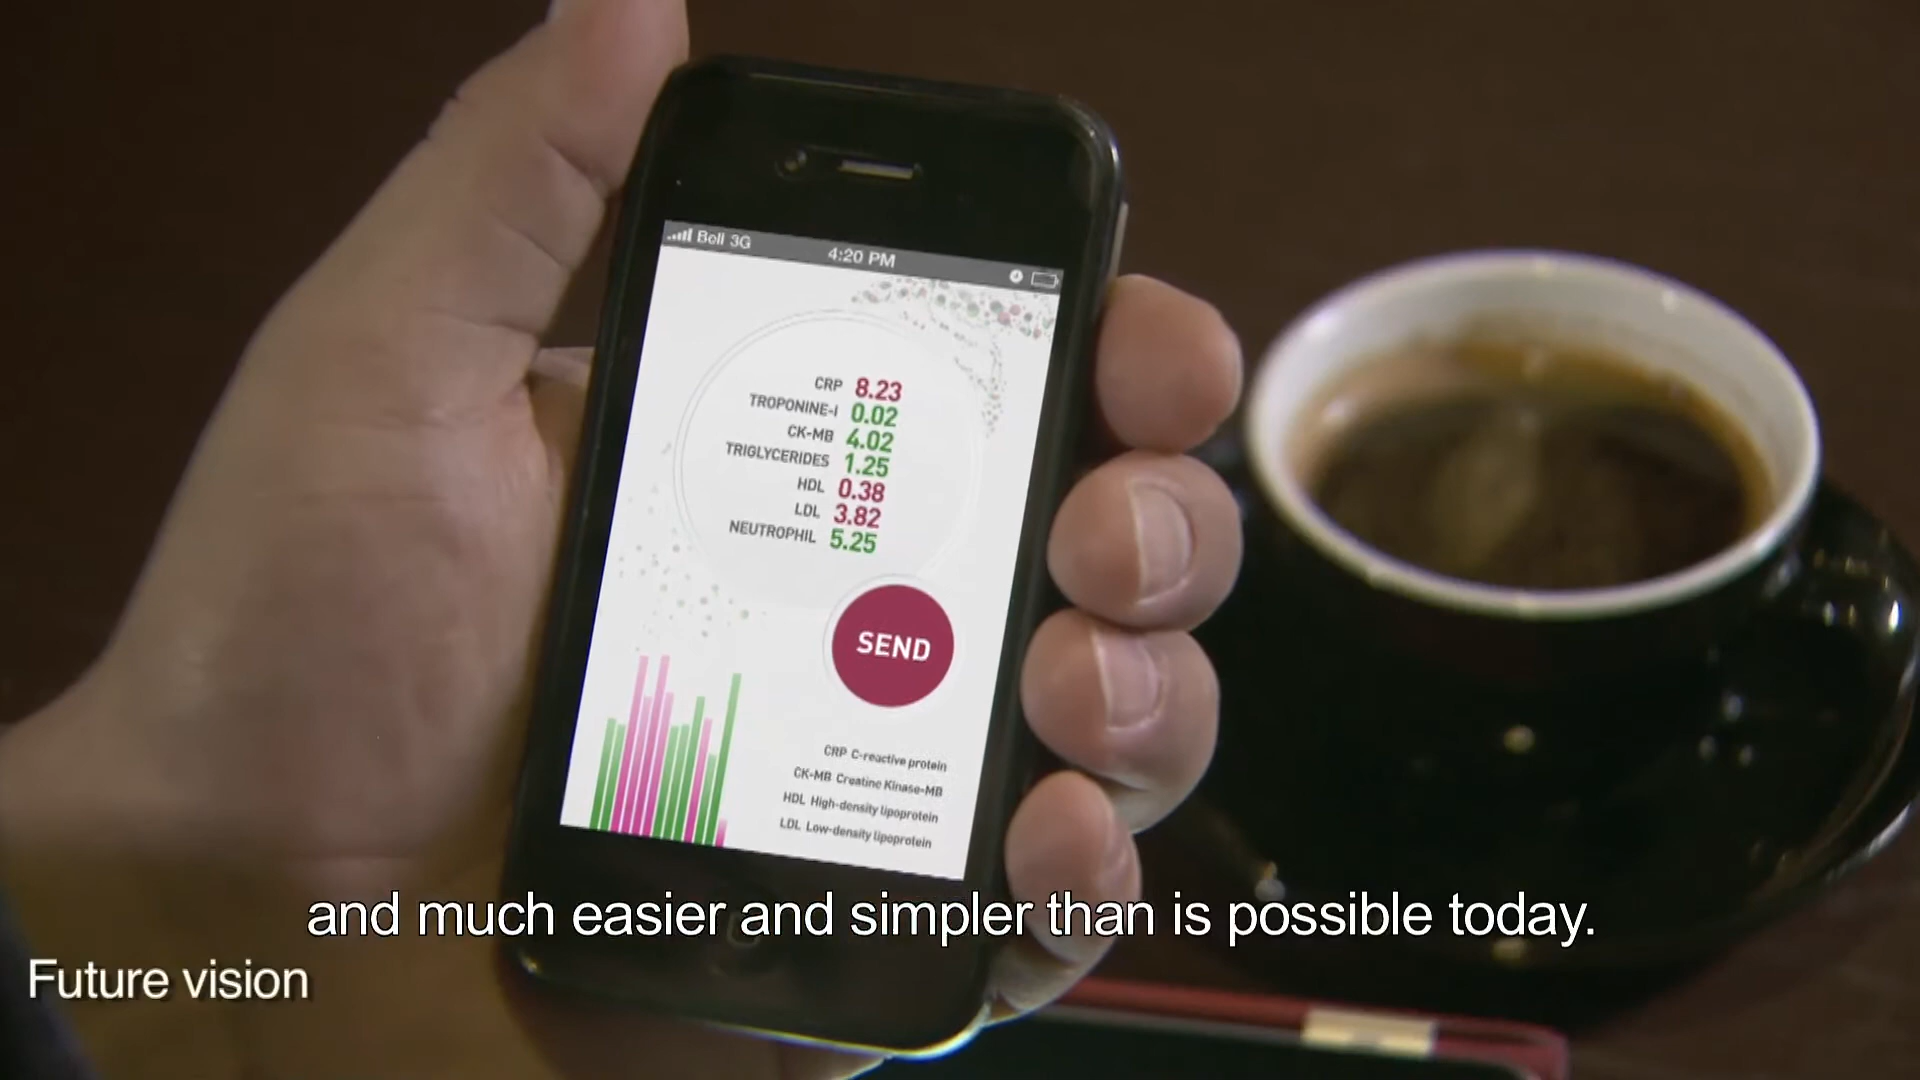 Bell 3G 4:20 PM
CRP 8.23
TROPONINE-I 0.02
CK-MB 4.02
TRIGLYCERIDES 1.25
HDL 0.38
LDL 3.82
NEUTROPHIL 5.25
SEND
CRP C-reactive protein
CK-MB Creatine Kinase-MB
HDL High-density lipoprotein
LDL Low-density lipoprotein
and much easier and simpler than is possible today.
Future vision